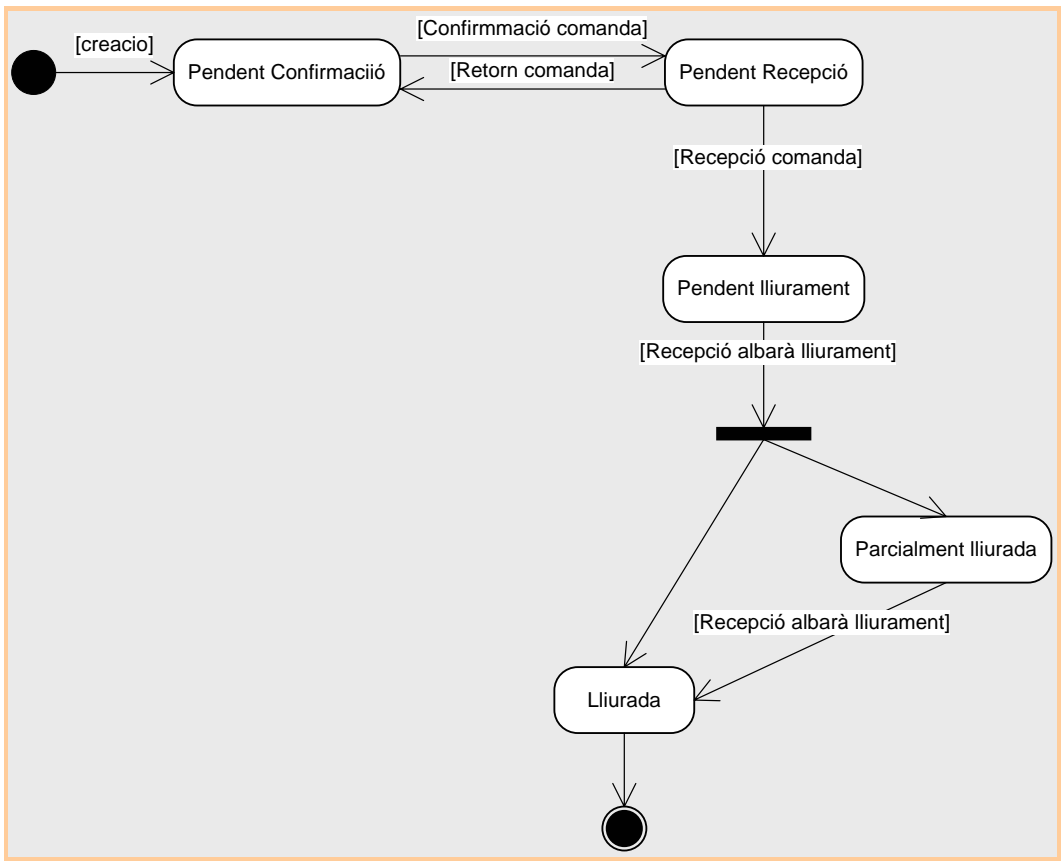 [creacio]
[Confirmmació comanda]
Pendent Confirmaciió
[Retorn comanda]
Pendent Recepció
[Recepció comanda]
Pendent lliurament
[Recepció albarà lliurament]
Parcialment lliurada
[Recepció albarà lliurament]
Lliurada